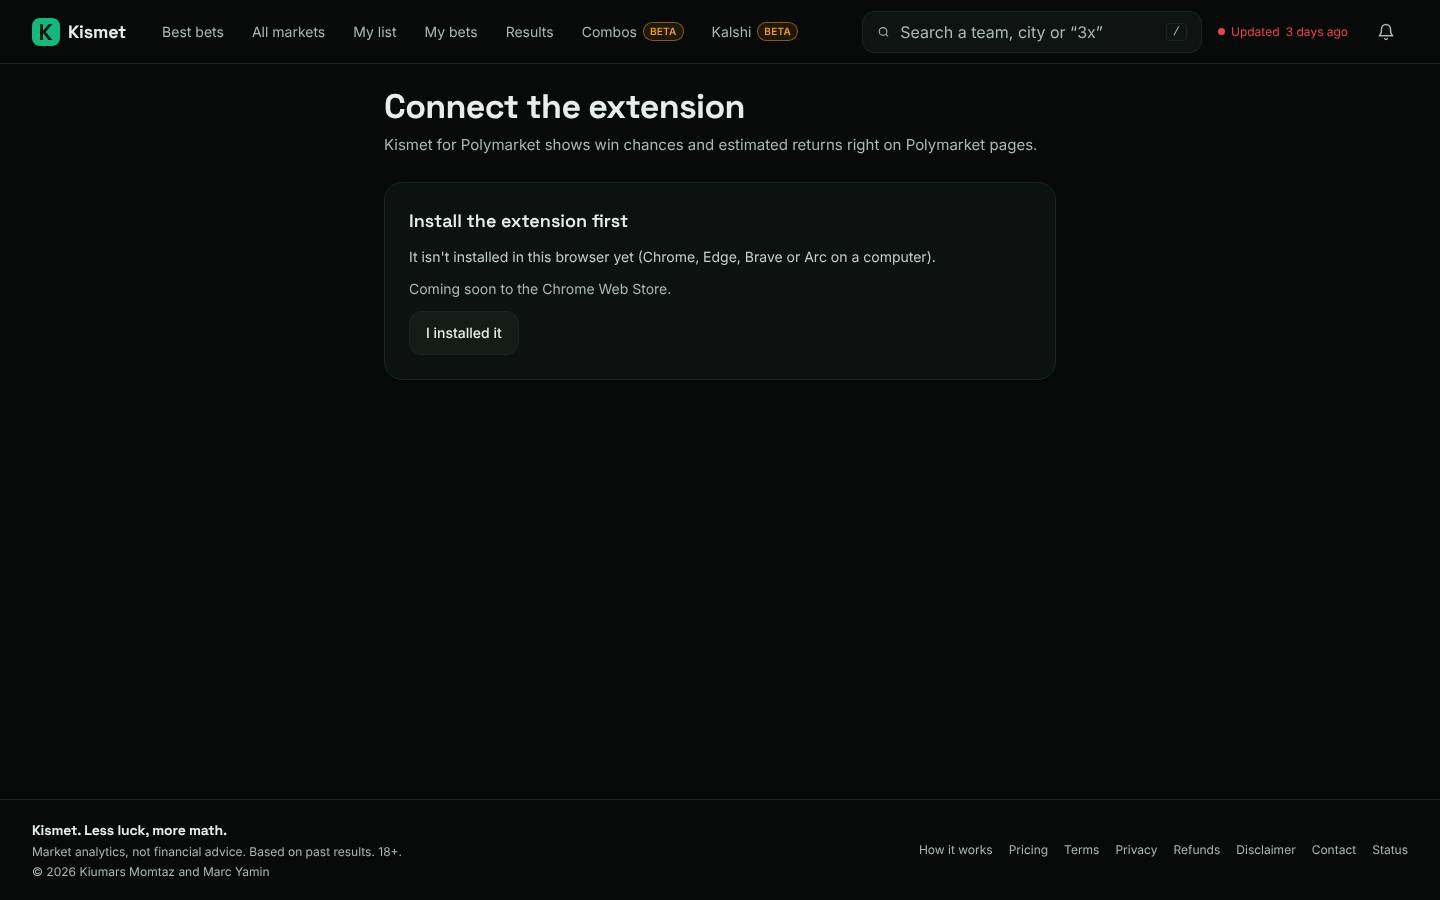 K Kismet Best bets All markets My list My bets Results Combos BETA Kalshi BETA Search a team, city or “3x” / Updated 3 days ago
Connect the extension
Kismet for Polymarket shows win chances and estimated returns right on Polymarket pages.
Install the extension first
It isn't installed in this browser yet (Chrome, Edge, Brave or Arc on a computer).
Coming soon to the Chrome Web Store.
I installed it
Kismet. Less luck, more math.
Market analytics, not financial advice. Based on past results. 18+.
© 2026 Kiumars Momtaz and Marc Yamin
How it works Pricing Terms Privacy Refunds Disclaimer Contact Status